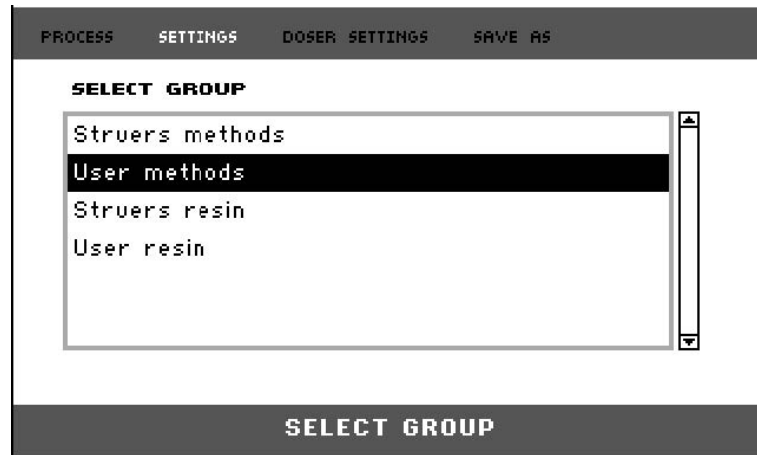 PROCESS SETTINGS DOSER SETTINGS SAVE AS
SELECT GROUP
Struers methods
User methods
Struers resin
User resin
SELECT GROUP